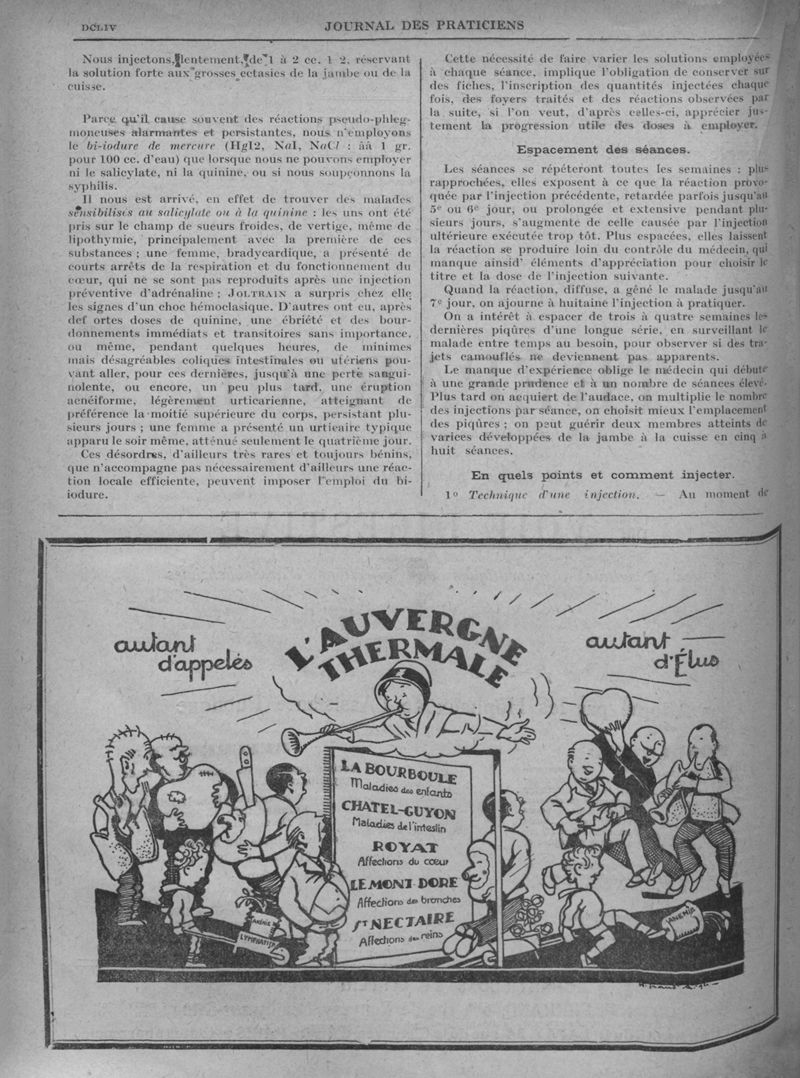 DCLIV
JOURNAL DES PRATICIENS
Nous injectons, lentement, de 1 à 2 cc. 1 2, réservant
la solution forte aux grosses ectasies de la jambe ou de la
cuisse.
Parce qu'il cause souvent des réactions pseudo-phleg-
moneuses alarmantes et persistantes, nous n'employons
le bi-iodure de mercure (HgI2, NaI, NaCl : ãã 1 gr.
pour 100 cc. d'eau) que lorsque nous ne pouvons employer
ni le salicylate, ni la quinine, ou si nous soupçonnons la
syphilis.
Il nous est arrivé, en effet de trouver des malades
sensibilisés au salicylate ou à la quinine : les uns ont été
pris sur le champ de sueurs froides, de vertige, même de
lipothymie, principalement avec la première de ces
substances ; une femme, bradycardique, a présenté de
courts arrêts de la respiration et du fonctionnement du
cœur, qui ne se sont pas reproduits après une injection
préventive d'adrénaline ; JOLTRAIN a surpris chez elle
les signes d'un choc hémoclasique. D'autres ont eu, après
def ortes doses de quinine, une ébriété et des bour-
donnements immédiats et transitoires sans importance,
ou même, pendant quelques heures, de minimes
mais désagréables coliques intestinales ou utérines pou-
vant aller, pour ces dernières, jusqu'à une perte sangui-
nolente, ou encore, un peu plus tard, une éruption
acnéiforme, légèrement urticarienne, atteignant de
préférence la moitié supérieure du corps, persistant plu-
sieurs jours ; une femme a présenté un urticaire typique
apparu le soir même, atténué seulement le quatrième jour.
Ces désordres, d'ailleurs très rares et toujours bénins,
que n'accompagne pas nécessairement d'ailleurs une réac-
tion locale efficiente, peuvent imposer l'emploi du bi-
iodure.
Cette nécessité de faire varier les solutions employées
à chaque séance, implique l'obligation de conserver sur
des fiches, l'inscription des quantités injectées chaque
fois, des foyers traités et des réactions observées par
la suite, si l'on veut, d'après celles-ci, apprécier jus-
tement la progression utile des doses à employer.
Espacement des séances.
Les séances se répéteront toutes les semaines : plus
rapprochées, elles exposent à ce que la réaction provo-
quée par l'injection précédente, retardée parfois jusqu'au
5e ou 6e jour, ou prolongée et extensive pendant plu-
sieurs jours, s'augmente de celle causée par l'injection
ultérieure exécutée trop tôt. Plus espacées, elles laissent
la réaction se produire loin du contrôle du médecin, qui
manque ainsid' éléments d'appréciation pour choisir le
titre et la dose de l'injection suivante.
Quand la réaction, diffuse, a gêné le malade jusqu'au
7e jour, on ajourne à huitaine l'injection à pratiquer.
On a intérêt à espacer de trois à quatre semaines les
dernières piqûres d'une longue série, en surveillant le
malade entre temps au besoin, pour observer si des tra-
jets camouflés ne deviennent pas apparents.
Le manque d'expérience oblige le médecin qui débute
à une grande prudence et à un nombre de séances élevé.
Plus tard on acquiert de l'audace, on multiplie le nombre
des injections par séance, on choisit mieux l'emplacement
des piqûres ; on peut guérir deux membres atteints de
varices développées de la jambe à la cuisse en cinq à
huit séances.
En quels points et comment injecter.
1o Technique d'une injection. — Au moment de
autant
d'appelés
L'AUVERGNE
THERMALE
autant
d'Élus
LA BOURBOULE
Maladies des enfants
CHATEL-GUYON
Maladies de l'intestin
ROYAT
Affections du cœur
LE MONT-DORE
Affections des bronches
ST NECTAIRE
Affections des reins
ANÉMIE
LYMPHATISME
ANEMIE